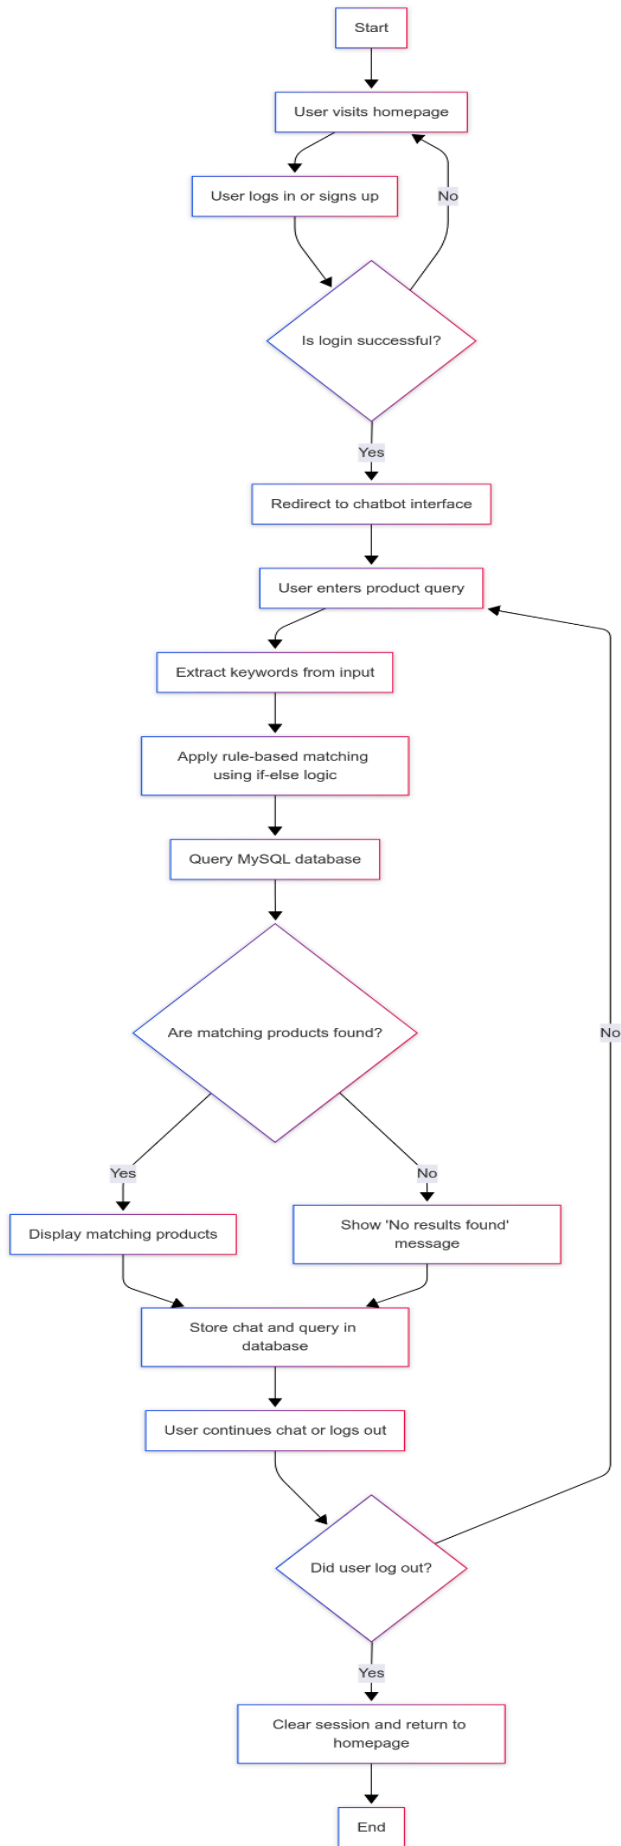 Start
User visits homepage
User logs in or signs up
No
Is login successful?
Yes
Redirect to chatbot interface
User enters product query
Extract keywords from input
Apply rule-based matching
using if-else logic
Query MySQL database
Are matching products found?
No
Yes
No
Display matching products
Show 'No results found'
message
Store chat and query in
database
User continues chat or logs out
Did user log out?
Yes
Clear session and return to
homepage
End